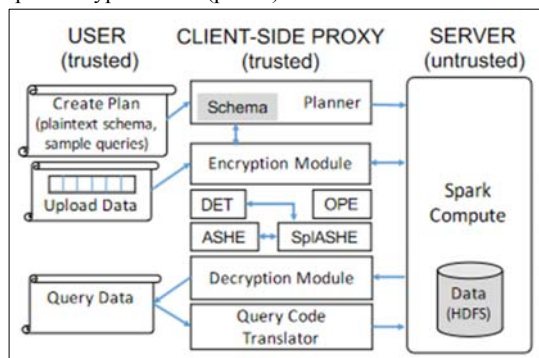 USER
(trusted)
CLIENT-SIDE PROXY
(trusted)
SERVER
(untrusted)
Create Plan
(plaintext schema,
sample queries)
Upload Data
Query Data
Schema
Planner
Encryption Module
DET
OPE
ASHE
SplASHE
Decryption Module
Query Code
Translator
Spark
Compute
Data
(HDFS)